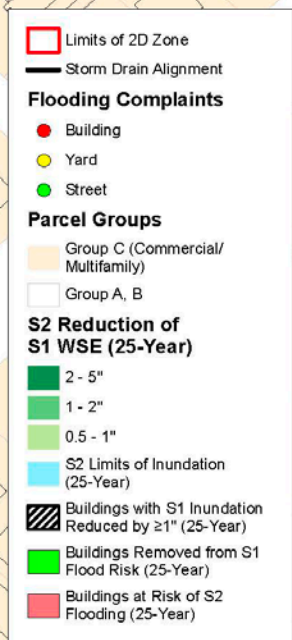 Limits of 2D Zone
Storm Drain Alignment
Flooding Complaints
Building
Yard
Street
Parcel Groups
Group C (Commercial/
Multifamily)
Group A, B
S2 Reduction of
S1 WSE (25-Year)
2 - 5"
1 - 2"
0.5 - 1"
S2 Limits of Inundation
(25-Year)
Buildings with S1 Inundation
Reduced by ≥1" (25-Year)
Buildings Removed from S1
Flood Risk (25-Year)
Buildings at Risk of S2
Flooding (25-Year)